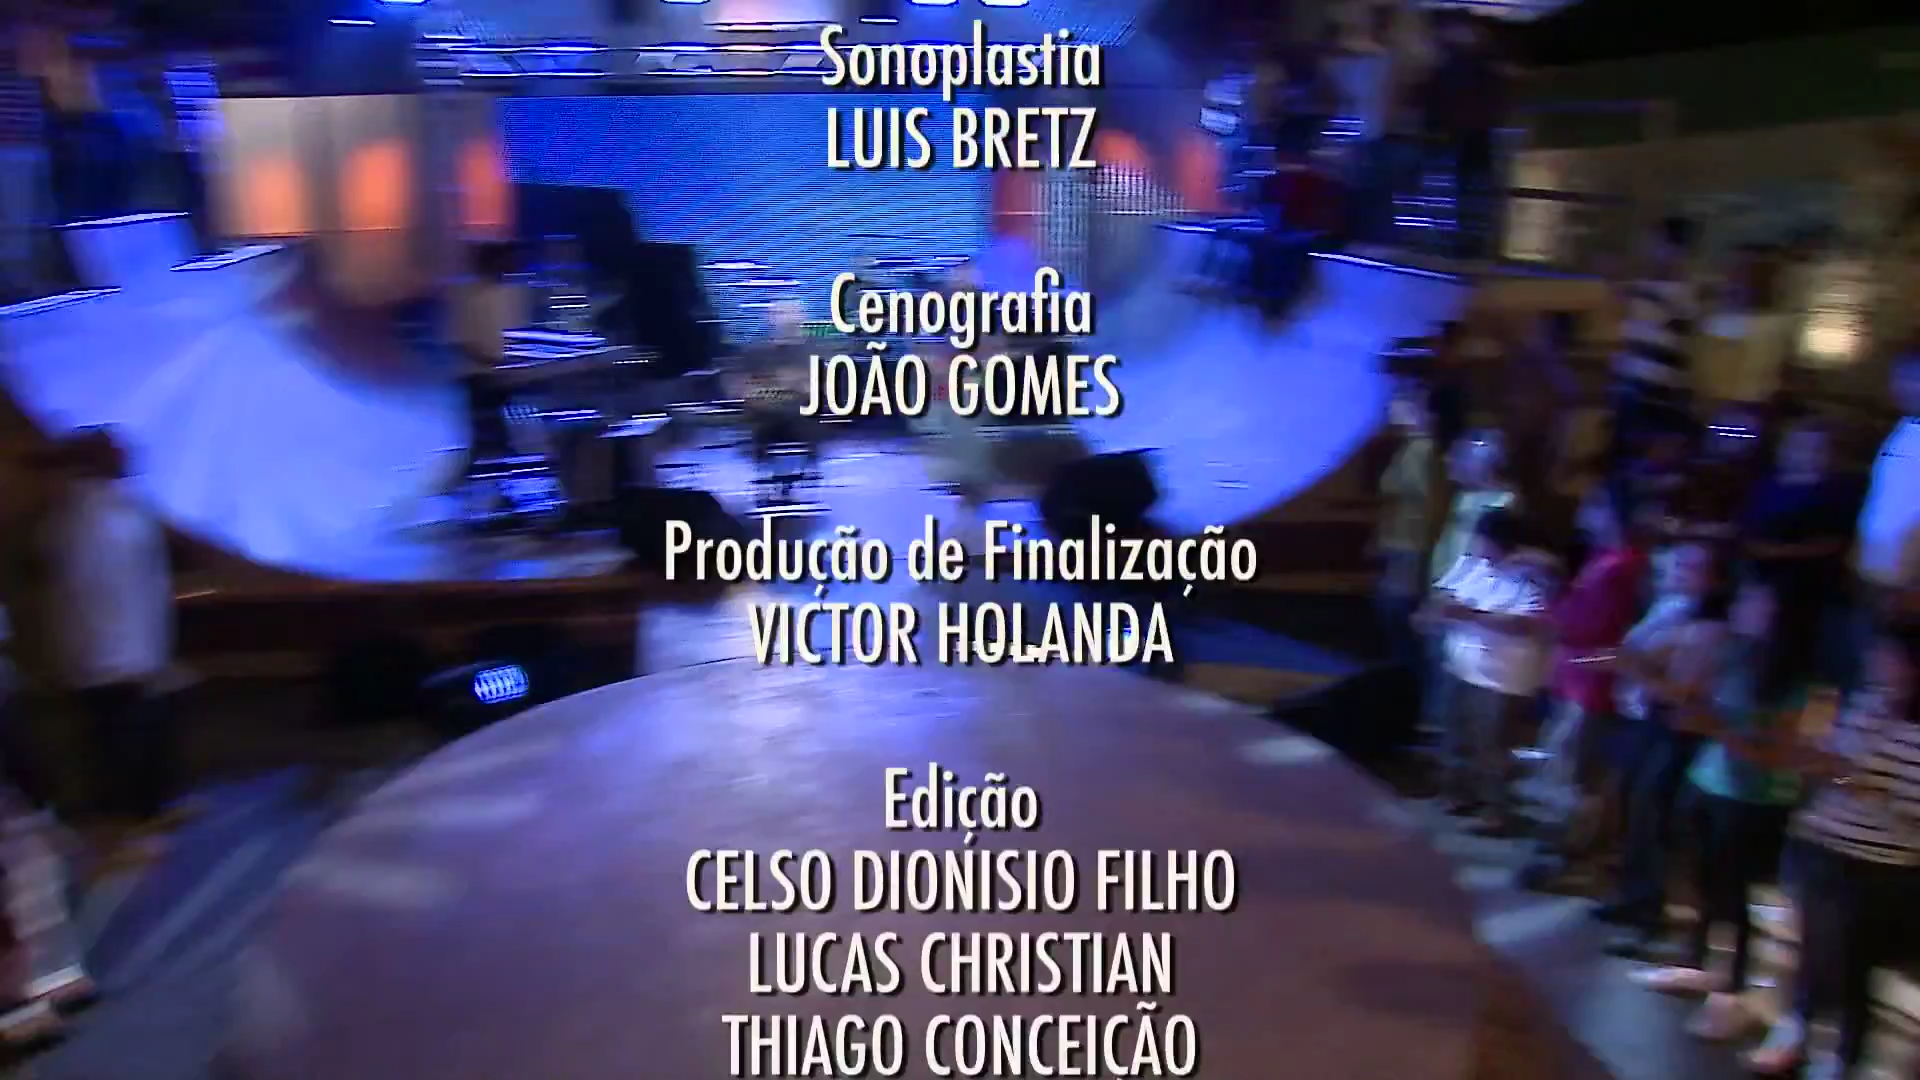 Sonoplastia
LUIS BRETZ
Cenografia
JOÃO GOMES
Produção de Finalização
VICTOR HOLANDA
Edição
CELSO DIONISIO FILHO
LUCAS CHRISTIAN
THIAGO CONCEIÇÃO